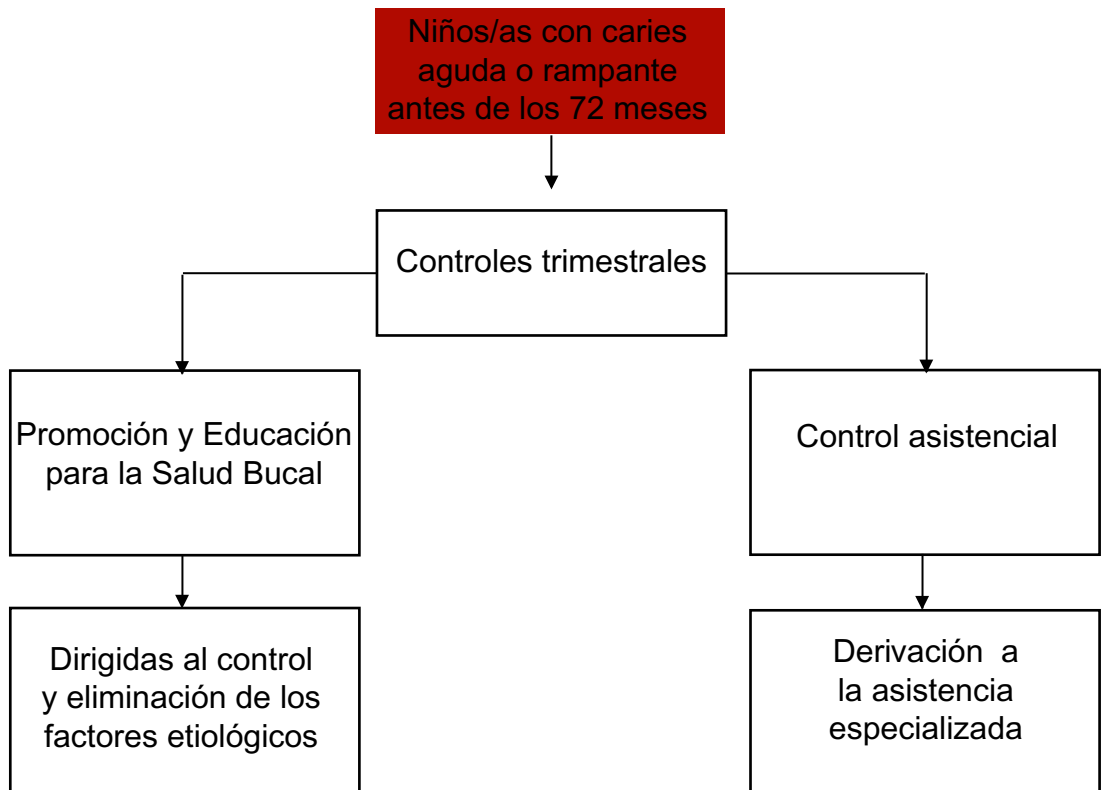 Niños/as con caries
aguda o rampante
antes de los 72 meses
Controles trimestrales
Promoción y Educación
para la Salud Bucal
Control asistencial
Dirigidas al control
y eliminación de los
factores etiológicos
Derivación a
la asistencia
especializada